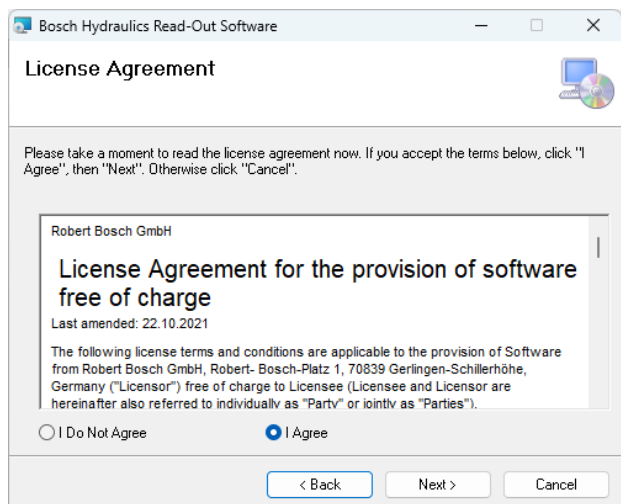 Bosch Hydraulics Read-Out Software
License Agreement
Please take a moment to read the license agreement now. If you accept the terms below, click "I
Agree", then "Next". Otherwise click "Cancel".
Robert Bosch GmbH
License Agreement for the provision of software
free of charge
Last amended: 22.10.2021
The following license terms and conditions are applicable to the provision of Software
from Robert Bosch GmbH, Robert- Bosch-Platz 1, 70839 Gerlingen-Schillerhöhe,
Germany ("Licensor") free of charge to Licensee (Licensee and Licensor are
hereinafter also referred to individually as "Party" or jointly as "Parties").
I Do Not Agree
I Agree
< Back
Next >
Cancel